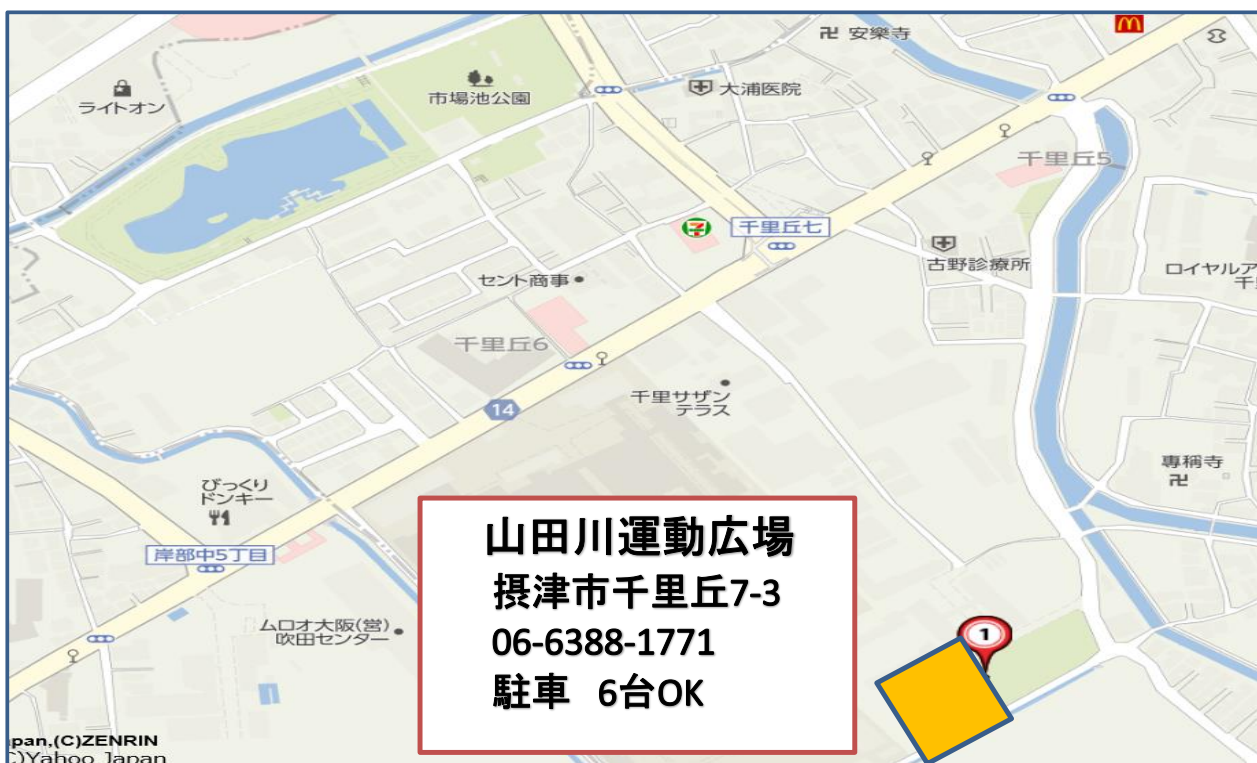 卍 安樂寺
ライトオン
市場池公園
大浦医院
千里丘5
千里丘七
古野診療所
ロイヤルア
千
セント商事
千里丘6
千里サザン
テラス
14
専稱寺
卍
びっくり
ドンキー
岸部中5丁目
山田川運動広場
摂津市千里丘7-3
06-6388-1771
駐車 6台OK
ムロオ大阪(営)
吹田センター
1
pan,(C)ZENRIN
C)Yahoo Japan